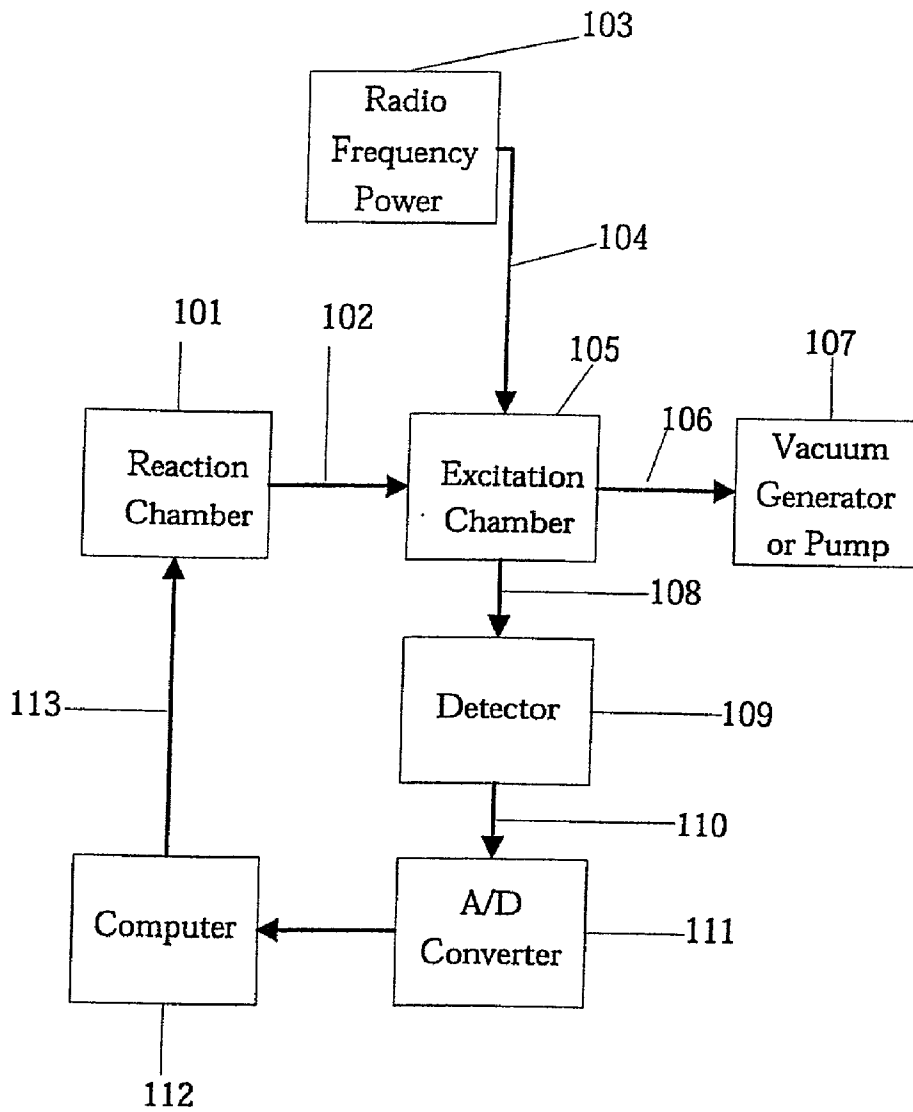 103
Radio
Frequency
Power
104
101
102
105
107
106
Reaction
Chamber
Excitation
Chamber
Vacuum
Generator
or Pump
108
113
Detector
109
110
Computer
A/D
Converter
111
112